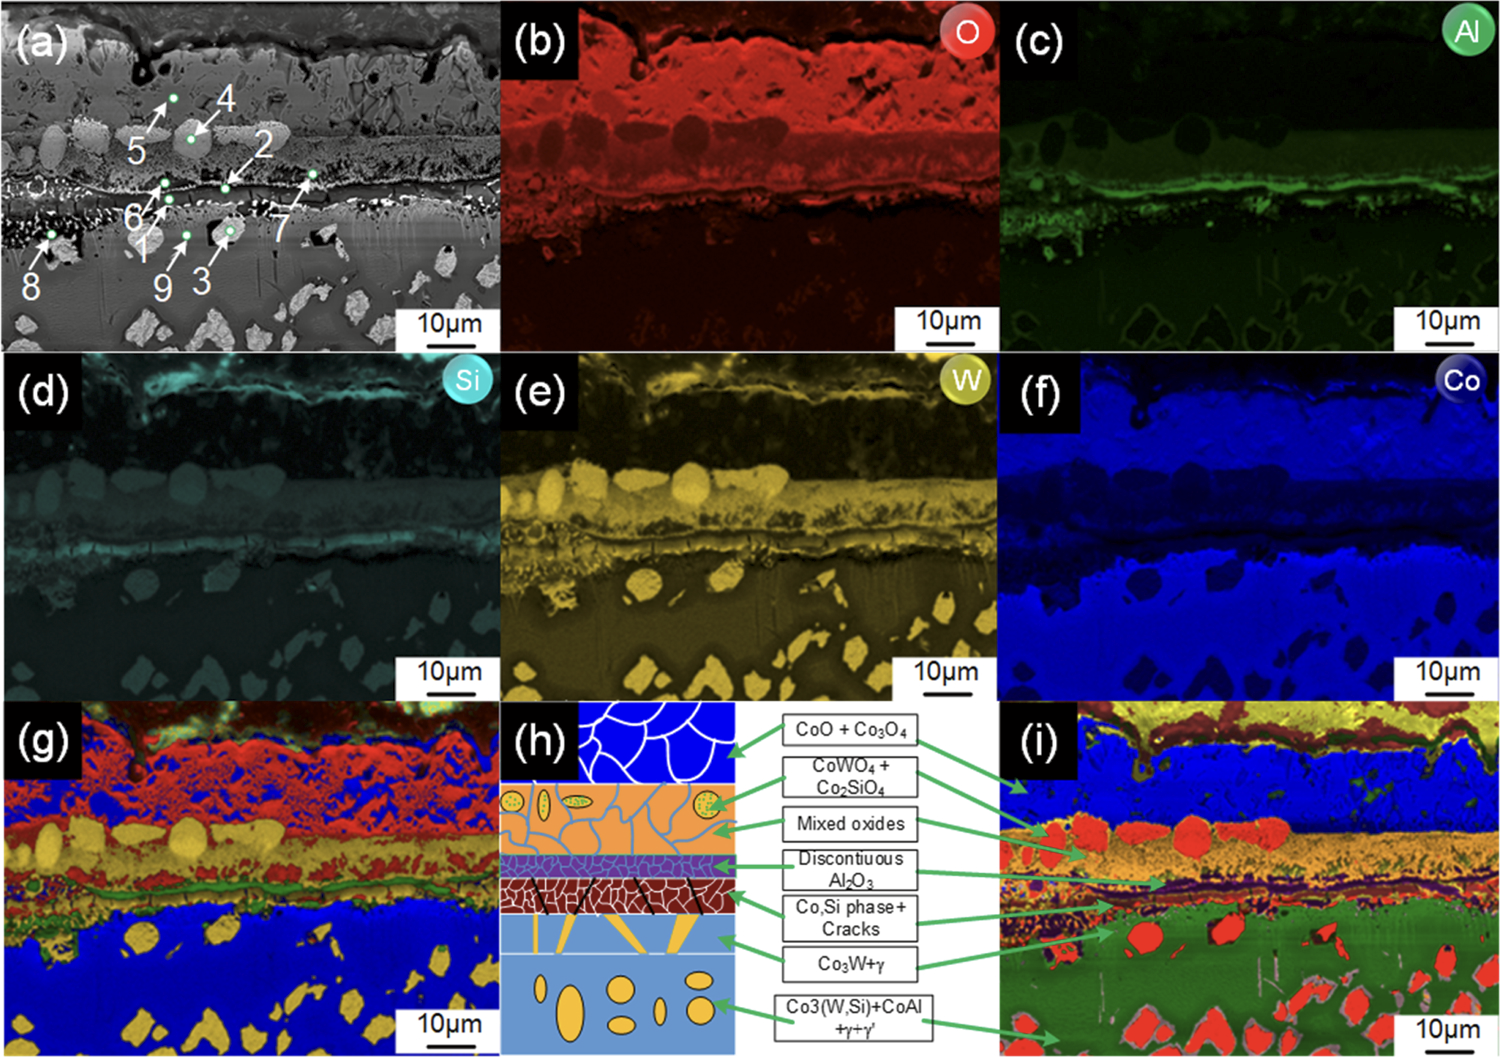 (a)
4
5
2
6
1
7
8
9
3
10μm
(b)
O
10μm
(c)
Al
10μm
(d)
Si
10μm
(e)
W
10μm
(f)
Co
10μm
(g)
10μm
(h)
CoO + Co₃O₄
CoWO₄ +
Co₂SiO₄
Mixed oxides
Discontiuous
Al₂O₃
Co,Si phase+
Cracks
Co₃W+γ
Co3(W,Si)+CoAl
+γ+γ'
(i)
10μm